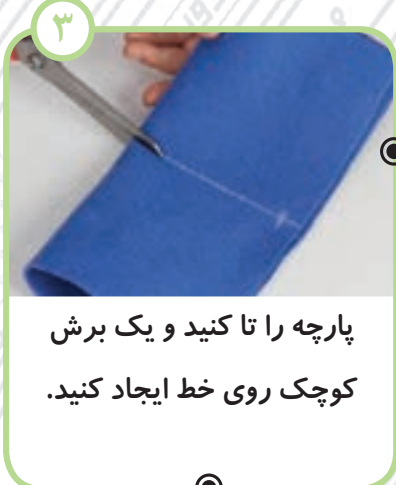 ۳
پارچه را تا کنید و یک برش
کوچک روی خط ایجاد کنید.